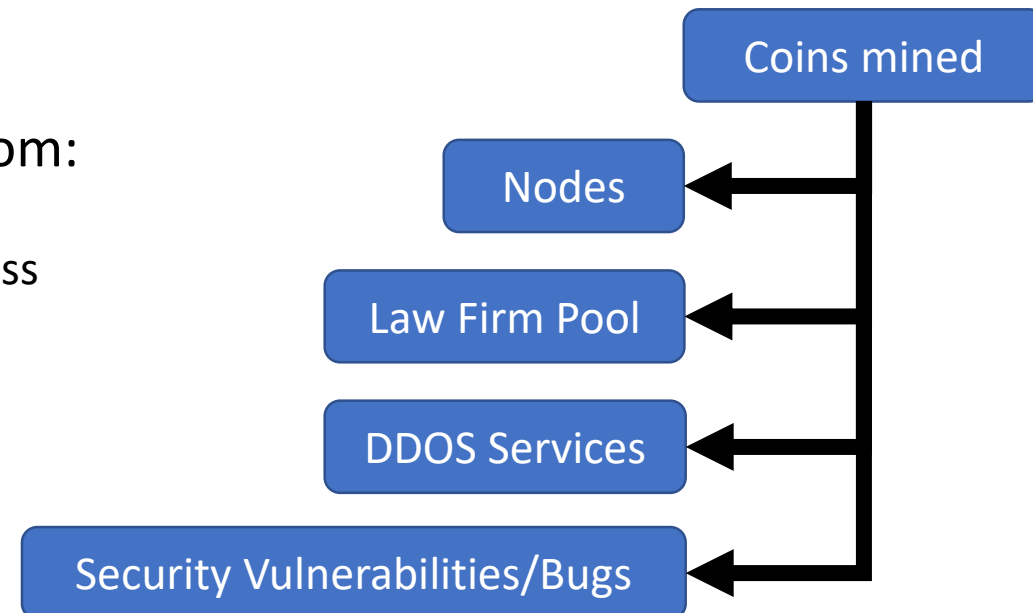 Coins mined
om:
Nodes
ss
Law Firm Pool
DDOS Services
Security Vulnerabilities/Bugs